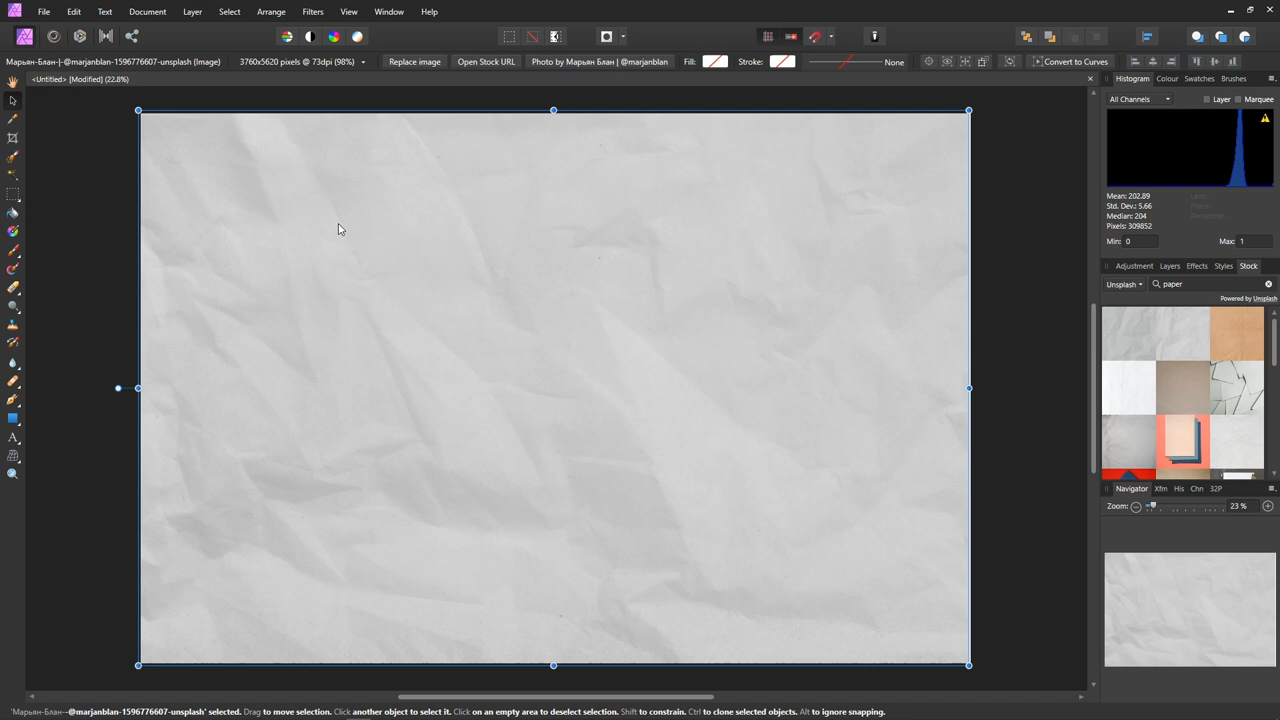 File Edit Text Document Layer Select Arrange Filters View Window Help
Марьян-Блан-|-@marjanblan-1596776607-unsplash (Image) 3760x5620 pixels @ 73dpi (98%) Replace image Open Stock URL Photo by Марьян Блан | @marjanblan Fill: Stroke: None Convert to Curves
<Untitled> [Modified] (22.8%)
Histogram Colour Swatches Brushes
All Channels Layer Marquee
Mean: 202.89
Std. Dev.: 5.66
Median: 204
Pixels: 309852
Min: 0 Max: 1
Adjustment Layers Effects Styles Stock
Unsplash paper
Powered by Unsplash
Navigator Xfm His Chn 32P
Zoom: 23 %
'Марьян-Блан-–@marjanblan-1596776607-unsplash' selected. Drag to move selection. Click another object to select it. Click on an empty area to deselect selection. Shift to constrain. Ctrl to clone selected objects. Alt to ignore snapping.